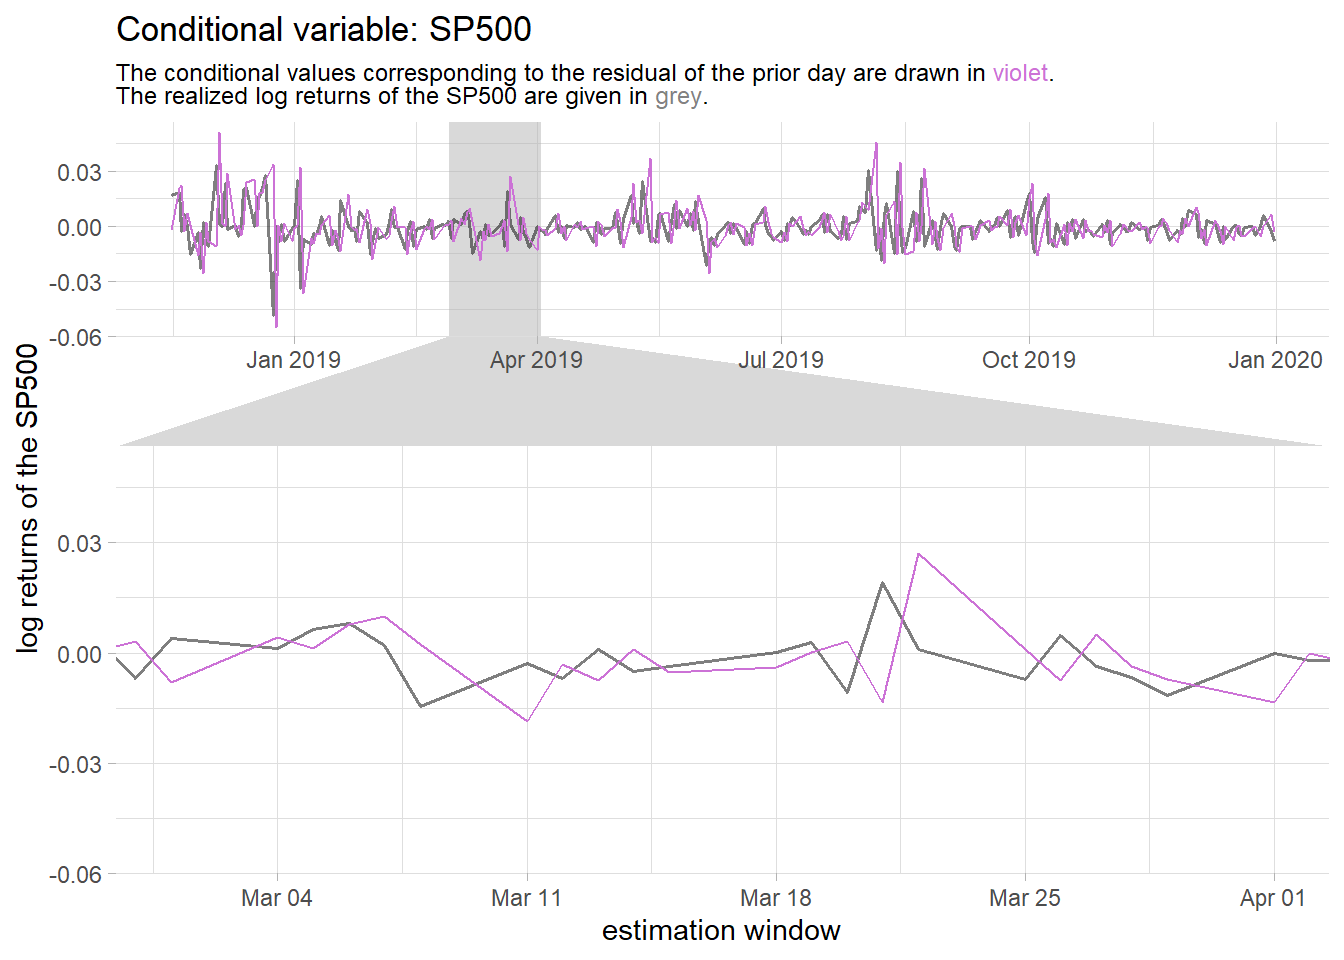 Conditional variable: SP500
The conditional values corresponding to the residual of the prior day are drawn in violet.
The realized log returns of the SP500 are given in grey.
0.03
0.00
-0.03
-0.06
Jan 2019
Apr 2019
Jul 2019
Oct 2019
Jan 2020
log returns of the SP500
0.03
0.00
-0.03
-0.06
Mar 04
Mar 11
Mar 18
Mar 25
Apr 01
estimation window